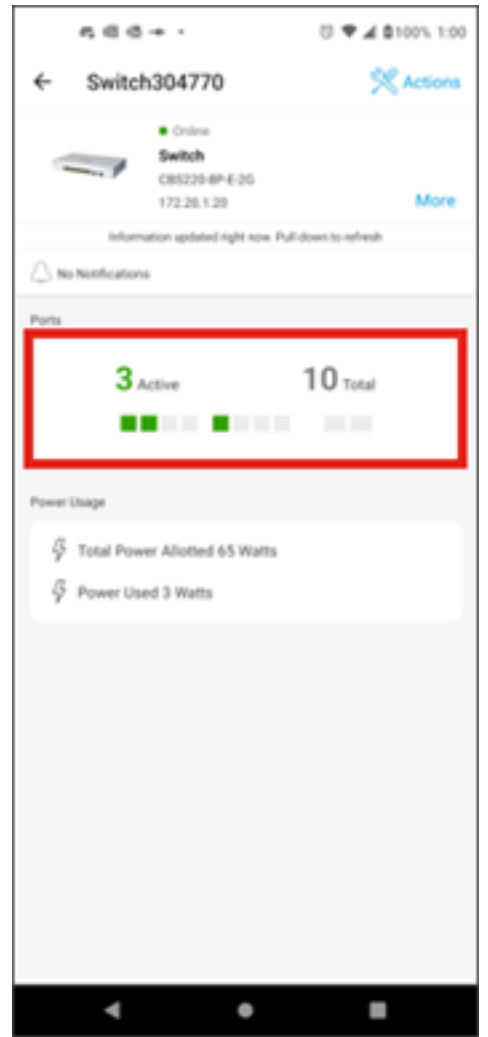 100% 1:00
Switch304770
Actions
Online
Switch
CBS220-8P-E-2G
172.20.1.20
More
Information updated right now. Pull down to refresh
No Notifications
Ports
3 Active
10 Total
Power Usage
Total Power Allotted 65 Watts
Power Used 3 Watts